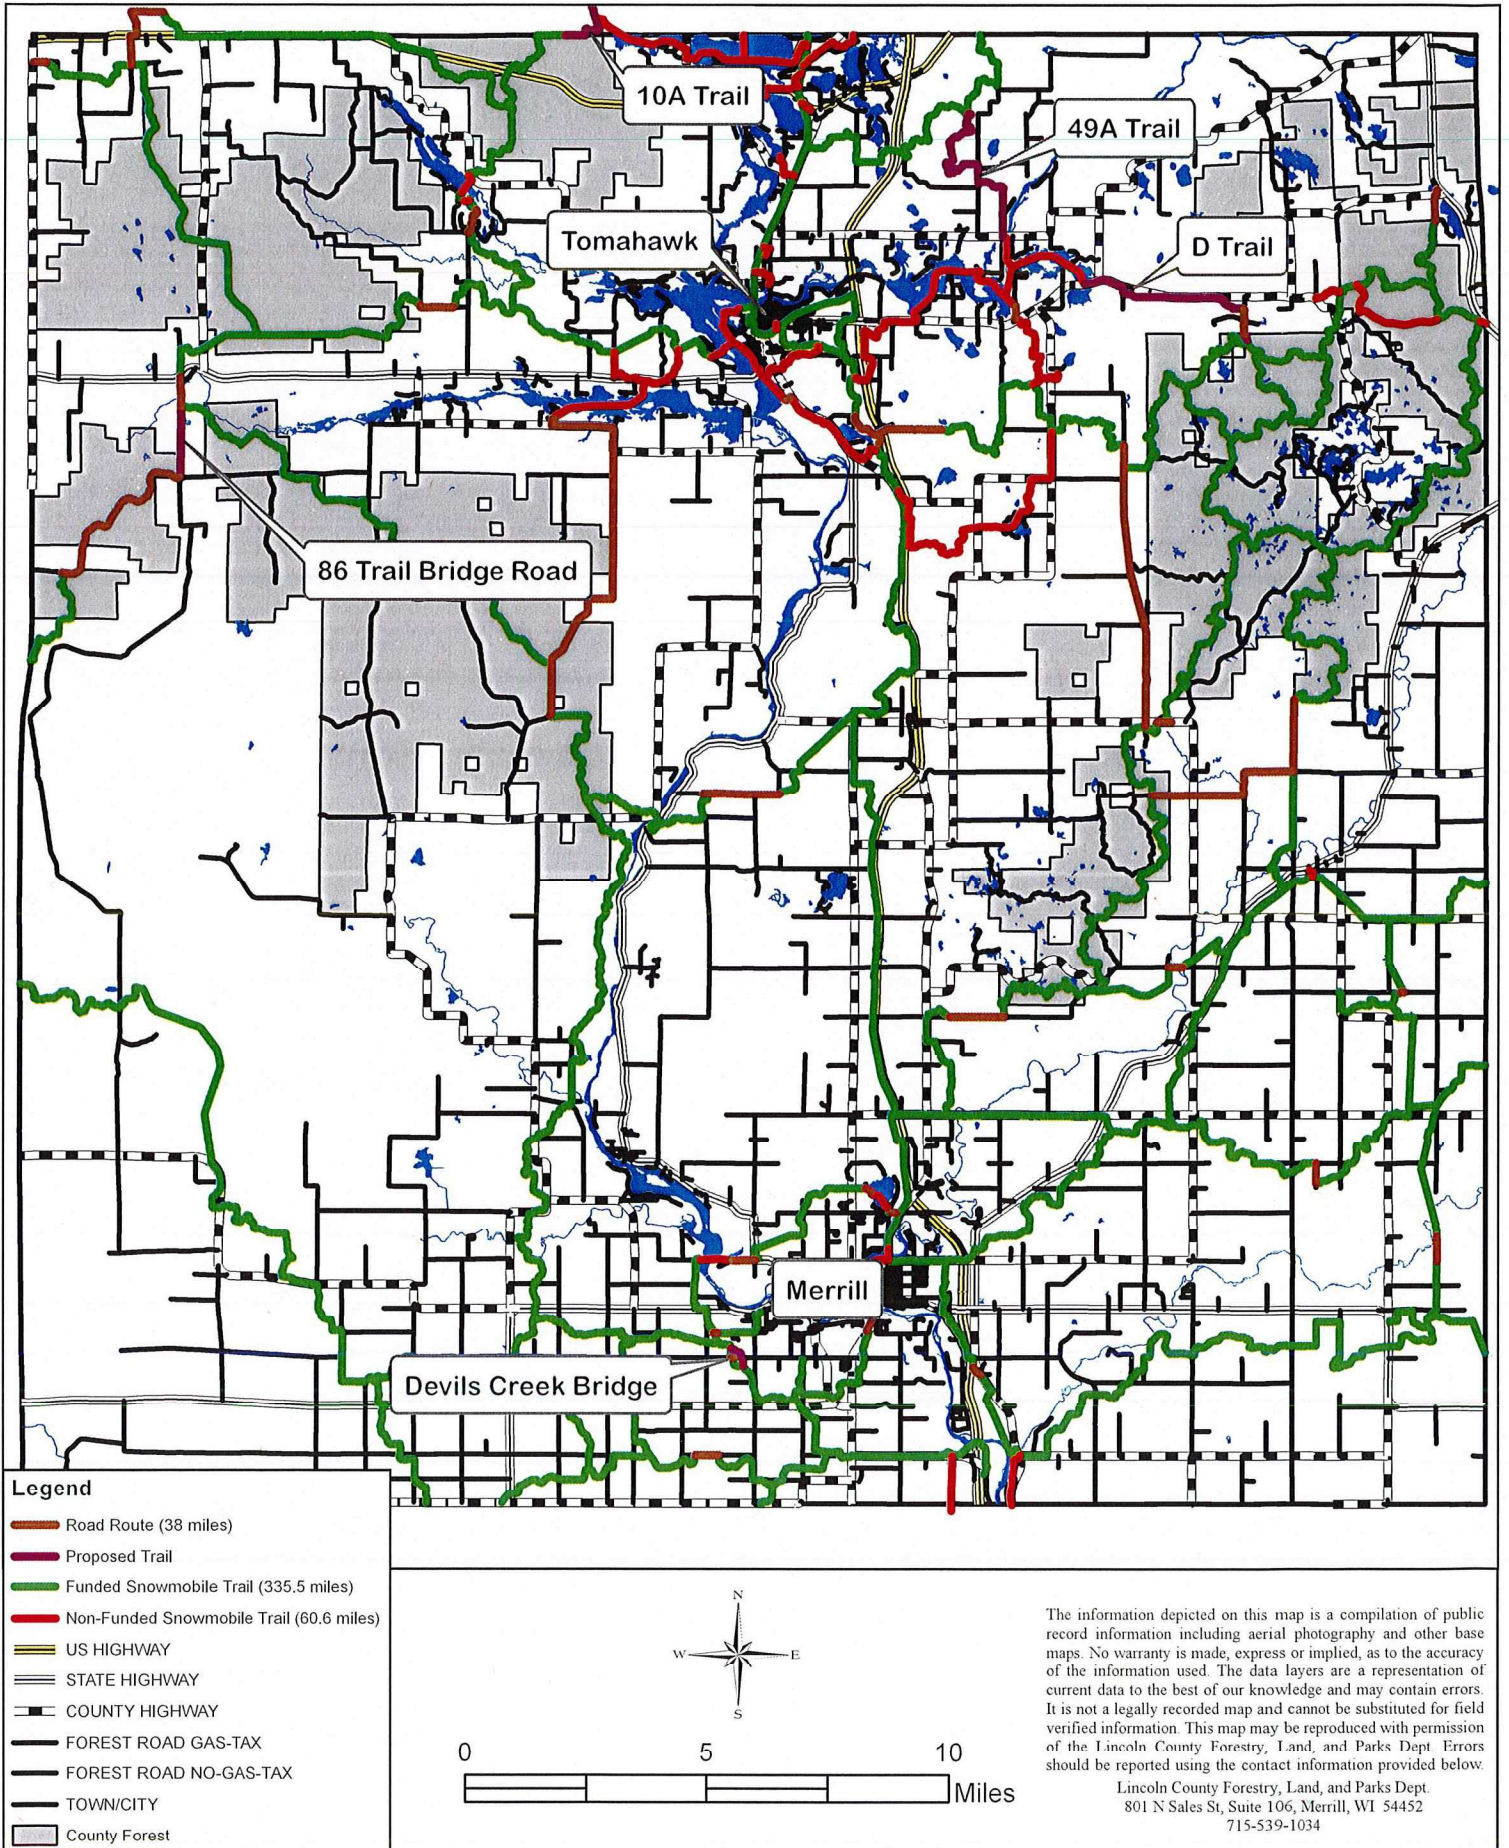 10A Trail
49A Trail
Tomahawk
D Trail
86 Trail Bridge Road
Merrill
Devils Creek Bridge
Legend
Road Route (38 miles)
Proposed Trail
Funded Snowmobile Trail (335.5 miles)
Non-Funded Snowmobile Trail (60.6 miles)
US HIGHWAY
STATE HIGHWAY
COUNTY HIGHWAY
FOREST ROAD GAS-TAX
FOREST ROAD NO-GAS-TAX
TOWN/CITY
County Forest
N
W
E
S
0 5 10
Miles
The information depicted on this map is a compilation of public
record information including aerial photography and other base
maps. No warranty is made, express or implied, as to the accuracy
of the information used. The data layers are a representation of
current data to the best of our knowledge and may contain errors.
It is not a legally recorded map and cannot be substituted for field
verified information. This map may be reproduced with permission
of the Lincoln County Forestry, Land, and Parks Dept. Errors
should be reported using the contact information provided below.
Lincoln County Forestry, Land, and Parks Dept.
801 N Sales St, Suite 106, Merrill, WI 54452
715-539-1034